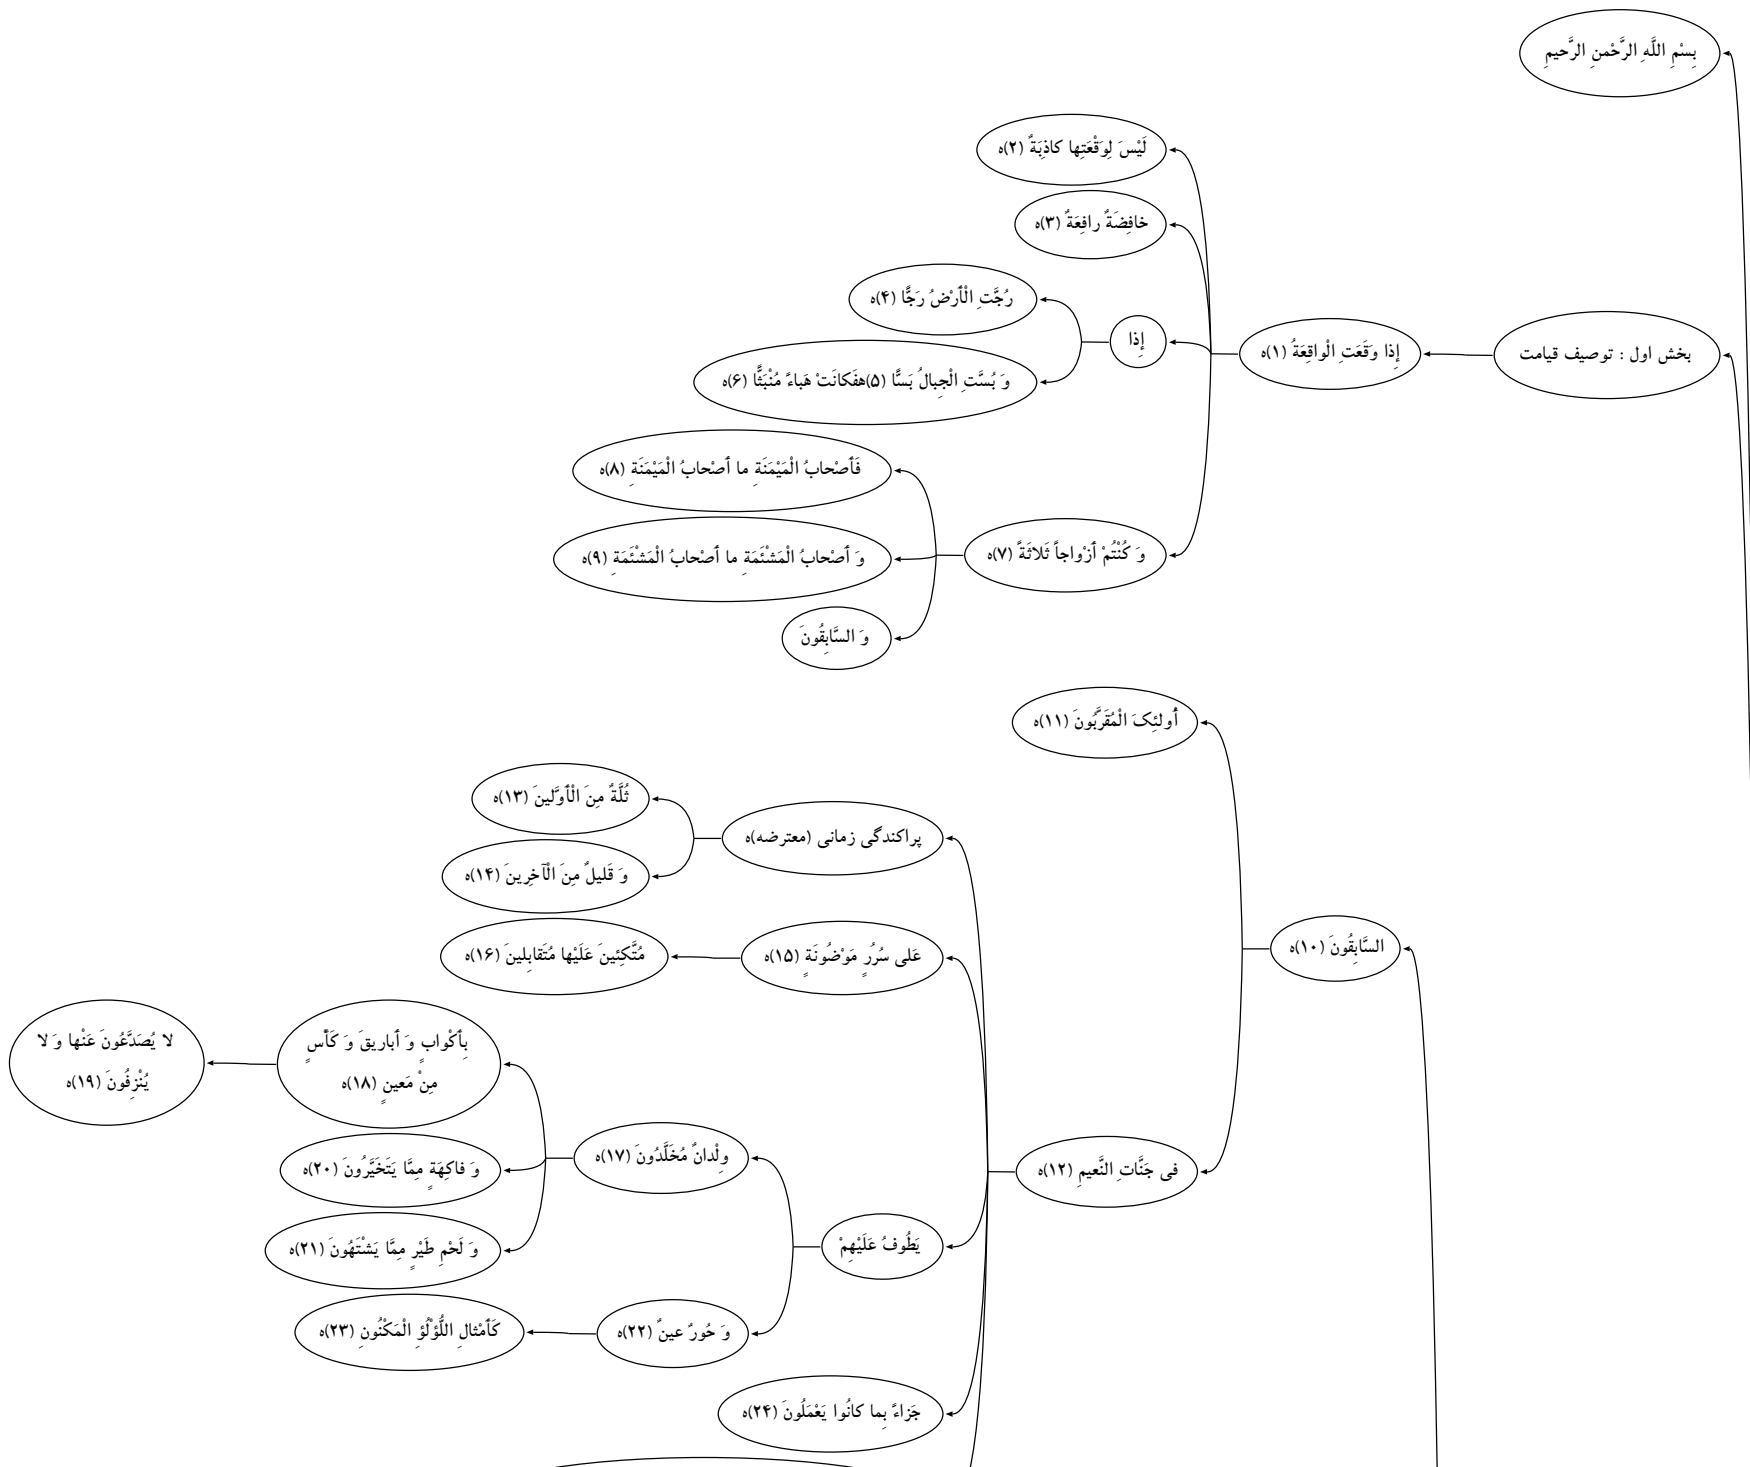 بِسْمِ اللَّهِ الرَّحْمنِ الرَّحيمِ
بخش اول : توصیف قیامت
إِذا وَقَعَتِ الْواقِعَةُ (۱)ه
لَيْسَ لِوَقْعَتِها كاذِبَةٌ (۲)ه
خافِضَةٌ رافِعَةٌ (۳)ه
إِذا
رُجَّتِ الْأَرْضُ رَجًّا (۴)ه
وَ بُسَّتِ الْجِبالُ بَسًّا (۵)هفَكانَتْ هَباءً مُنْبَثًّا (۶)ه
وَ كُنْتُمْ أَزْواجاً ثَلاثَةً (۷)ه
فَأَصْحابُ الْمَيْمَنَةِ ما أَصْحابُ الْمَيْمَنَةِ (۸)ه
وَ أَصْحابُ الْمَشْئَمَةِ ما أَصْحابُ الْمَشْئَمَةِ (۹)ه
وَ السَّابِقُونَ
السَّابِقُونَ (۱۰)ه
أُولئِکَ الْمُقَرَّبُونَ (۱۱)ه
فی جَنَّاتِ النَّعيمِ (۱۲)ه
پراکندگی زمانی (معترضه)ه
ثُلَّةٌ مِنَ الْأَوَّلينَ (۱۳)ه
وَ قَليلٌ مِنَ الْآخِرينَ (۱۴)ه
عَلى سُرُرٍ مَوْضُونَةٍ (۱۵)ه
مُتَّكِئينَ عَلَيْها مُتَقابِلينَ (۱۶)ه
يَطُوفُ عَلَيْهِمْ
وِلْدانٌ مُخَلَّدُونَ (۱۷)ه
بِأَكْوابٍ وَ أَباريقَ وَ كَأْسٍ
مِنْ مَعينٍ (۱۸)ه
لا يُصَدَّعُونَ عَنْها وَ لا
يُنْزِفُونَ (۱۹)ه
وَ فاكِهَةٍ مِمَّا يَتَخَيَّرُونَ (۲۰)ه
وَ لَحْمِ طَيْرٍ مِمَّا يَشْتَهُونَ (۲۱)ه
وَ حُورٌ عينٌ (۲۲)ه
كَأَمْثالِ اللُّؤْلُؤِ الْمَكْنُونِ (۲۳)ه
جَزاءً بِما كانُوا يَعْمَلُونَ (۲۴)ه